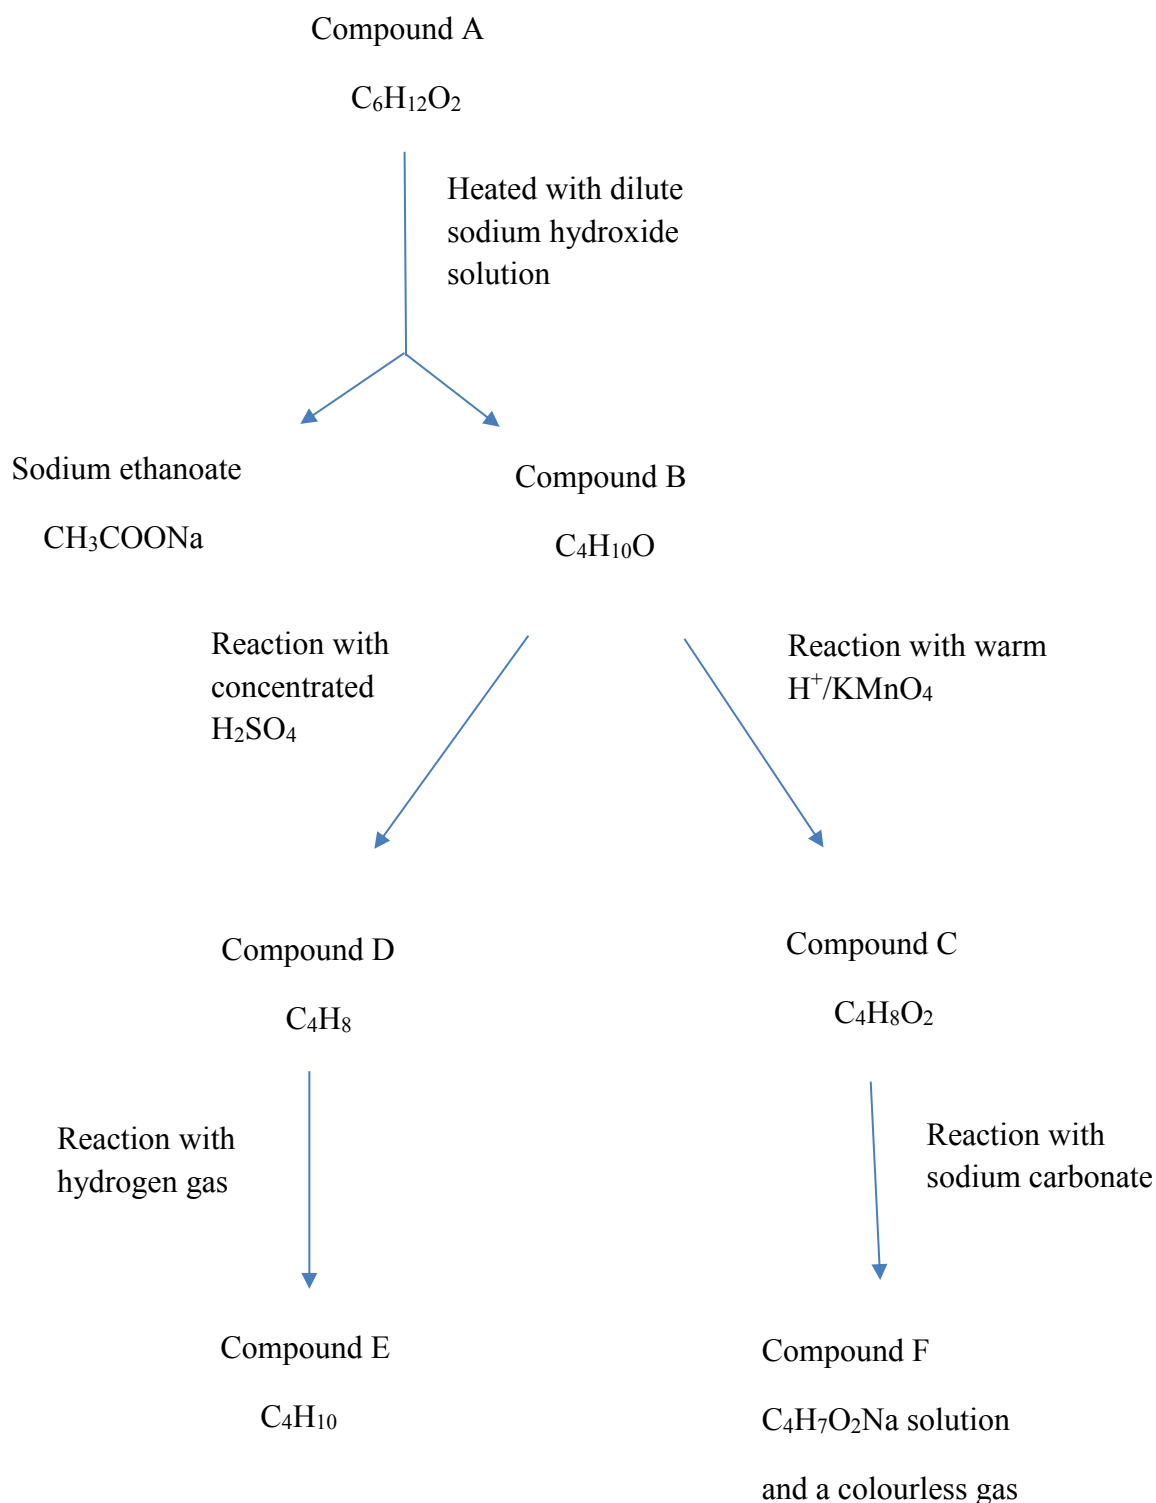 Compound A
C₆H₁₂O₂
Heated with dilute
sodium hydroxide
solution
Sodium ethanoate
CH₃COONa
Compound B
C₄H₁₀O
Reaction with
concentrated
H₂SO₄
Reaction with warm
H⁺/KMnO₄
Compound D
C₄H₈
Compound C
C₄H₈O₂
Reaction with
hydrogen gas
Reaction with
sodium carbonate
Compound E
C₄H₁₀
Compound F
C₄H₇O₂Na solution
and a colourless gas